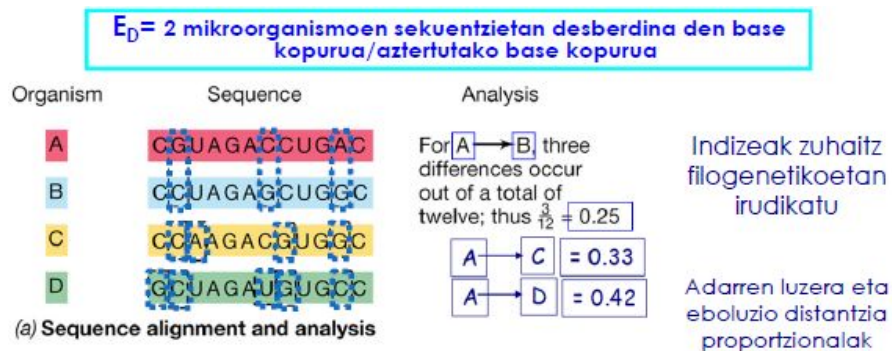 E_D= 2 mikroorganismoen sekuentzietan desberdina den base
kopurua/aztertutako base kopurua
Organism Sequence Analysis
A CGUAGACCUGAC
B CCUAGAGCUGGC
C CCAAGACGUGGC
D GCUAGAUGUGCC
For A → B, three
differences occur
out of a total of
twelve; thus 3/12 = 0.25
A → C = 0.33
A → D = 0.42
(a) Sequence alignment and analysis
Indizeak zuhaitz
filogenetikoetan
irudikatu
Adarren luzera eta
eboluzio distantzia
proportzionalak